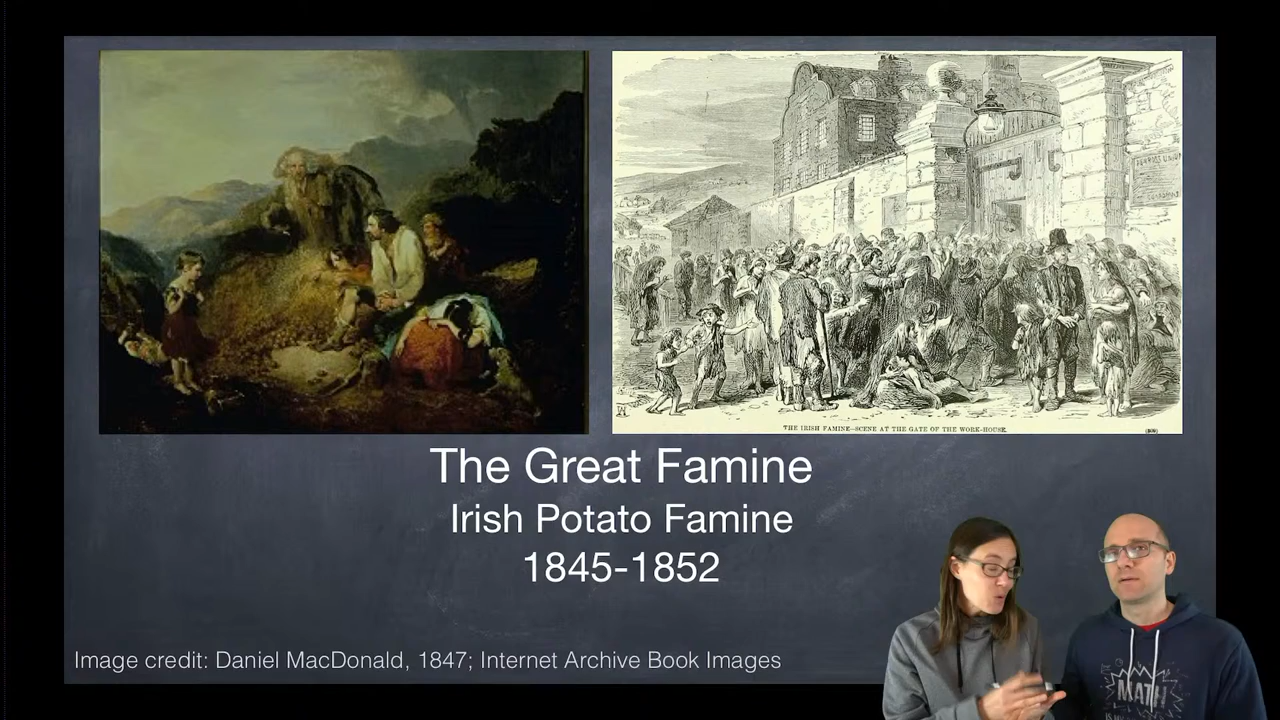 THE IRISH FAMINE—SCENE AT THE GATE OF THE WORK-HOUSE.
The Great Famine
Irish Potato Famine
1845-1852
Image credit: Daniel MacDonald, 1847; Internet Archive Book Images
MATH